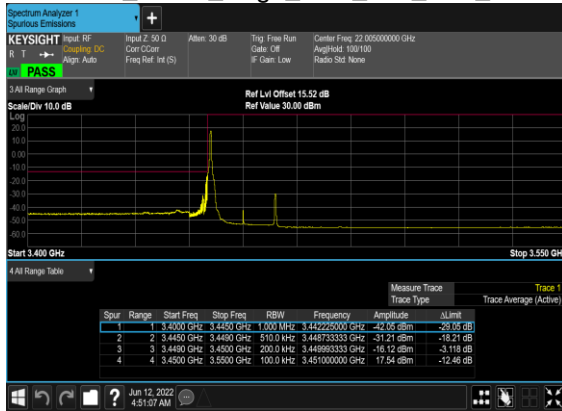 Spectrum Analyzer 1
Spurious Emissions
KEYSIGHT Input: RF Input Z: 50 Ω Atten: 30 dB Trig: Free Run Center Freq: 22.005000000 GHz
R T Coupling: DC Corr CCorr Gate: Off Avg|Hold: 100/100
Align: Auto Freq Ref: Int (S) IF Gain: Low Radio Std: None
LU PASS
3 All Range Graph Ref Lvl Offset 15.52 dB
Scale/Div 10.0 dB Ref Value 30.00 dBm
Log
20.0
10.0
0.00
-10.0
-20.0
-30.0
-40.0
-50.0
-60.0
Start 3.400 GHz Stop 3.550 GH
4 All Range Table
Measure Trace Trace 1
Trace Type Trace Average (Active)
Spur Range Start Freq Stop Freq RBW Frequency Amplitude ΔLimit
1 1 3.4000 GHz 3.4450 GHz 1.000 MHz 3.442225000 GHz -42.05 dBm -29.05 dB
2 2 3.4450 GHz 3.4490 GHz 510.0 kHz 3.448733333 GHz -31.21 dBm -18.21 dB
3 3 3.4490 GHz 3.4500 GHz 200.0 kHz 3.449993333 GHz -16.12 dBm -3.118 dB
4 4 3.4500 GHz 3.5500 GHz 100.0 kHz 3.451000000 GHz 17.54 dBm -12.46 dB
Jun 12, 2022
4:51:07 AM